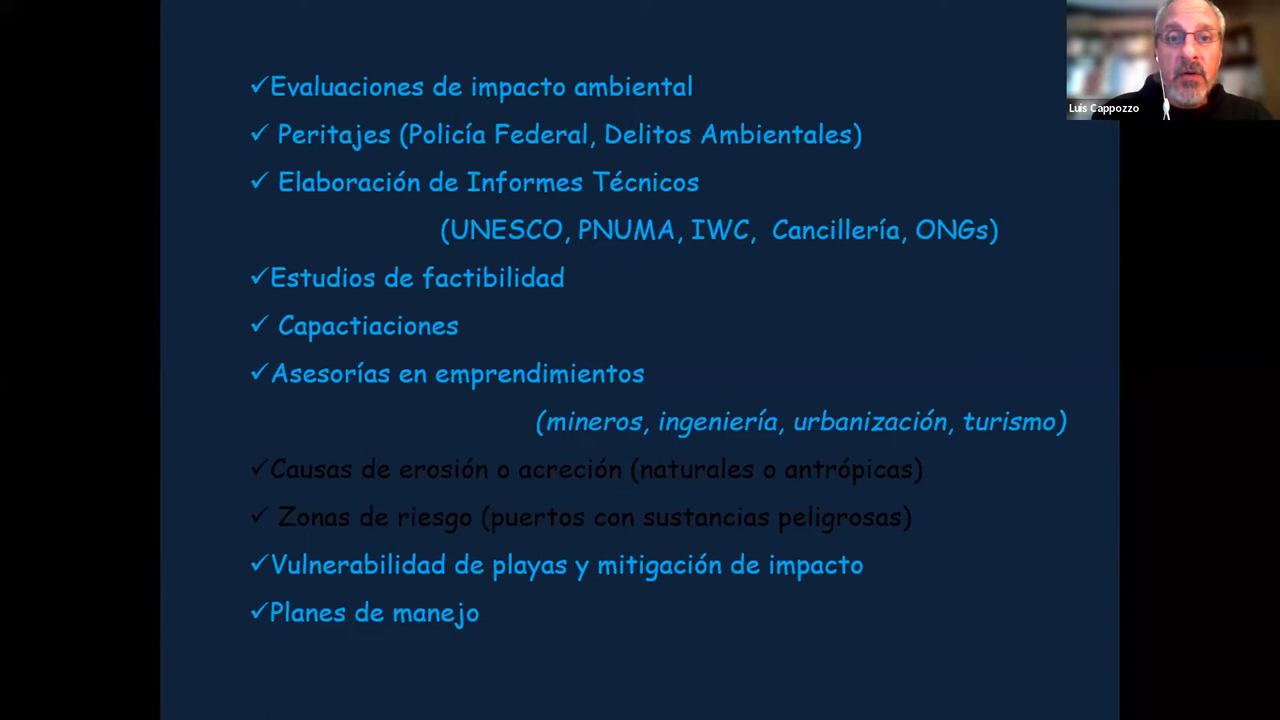 ✓Evaluaciones de impacto ambiental
✓ Peritajes (Policía Federal, Delitos Ambientales)
✓ Elaboración de Informes Técnicos
(UNESCO, PNUMA, IWC, Cancillería, ONGs)
✓Estudios de factibilidad
✓ Capactiaciones
✓Asesorías en emprendimientos
(mineros, ingeniería, urbanización, turismo)
✓Causas de erosión o acreción (naturales o antrópicas)
✓ Zonas de riesgo (puertos con sustancias peligrosas)
✓Vulnerabilidad de playas y mitigación de impacto
✓Planes de manejo
Luis Cappozzo